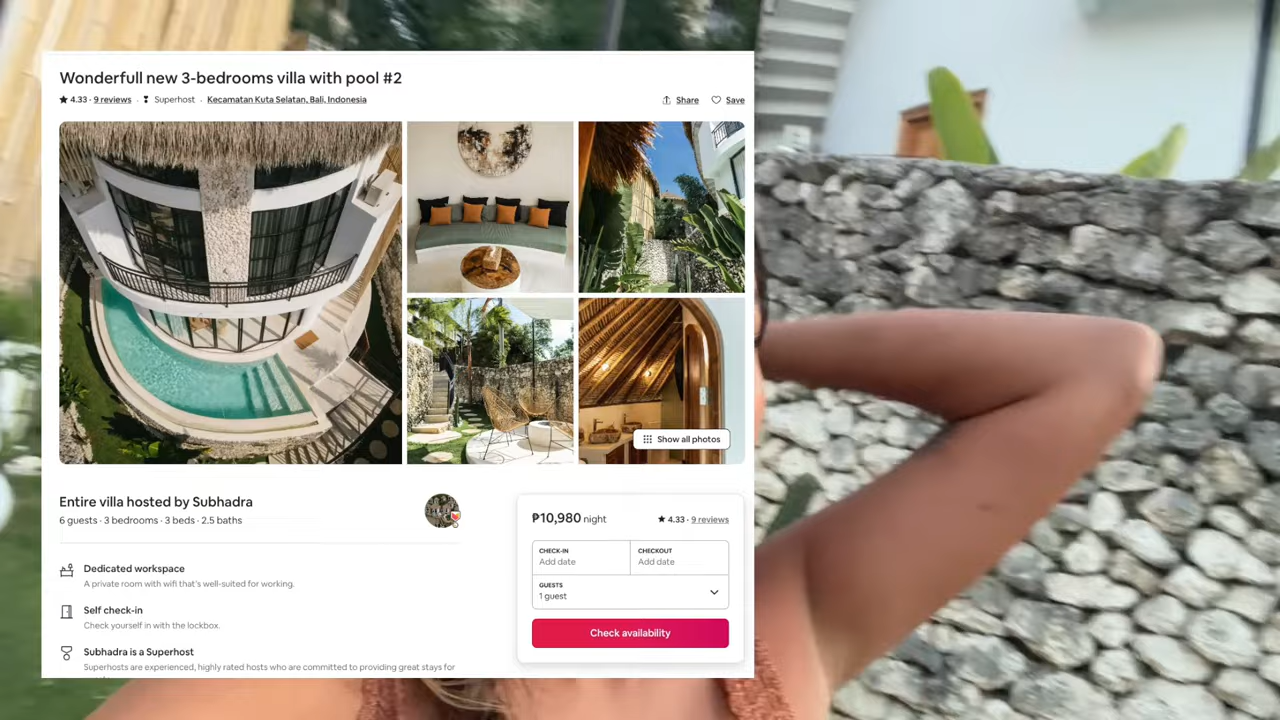 Wonderfull new 3-bedrooms villa with pool #2
4.33 · 9 reviews · Superhost · Kecamatan Kuta Selatan, Bali, Indonesia
Share
Save
Show all photos
Entire villa hosted by Subhadra
6 guests · 3 bedrooms · 3 beds · 2.5 baths
₱10,980 night
4.33 · 9 reviews
CHECK-IN
Add date
CHECKOUT
Add date
GUESTS
1 guest
Check availability
Dedicated workspace
A private room with wifi that's well-suited for working.
Self check-in
Check yourself in with the lockbox.
Subhadra is a Superhost
Superhosts are experienced, highly rated hosts who are committed to providing great stays for